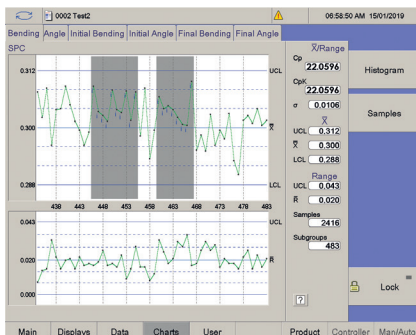 0002 Test2
06:58:50 AM 15/01/2019
Bending Angle Initial Bending Initial Angle Final Bending Final Angle
SPC
0.312
UCL
0.300
X̿
0.288
LCL
438 443 448 453 458 463 468 473 478 483
0.043
UCL
0.020
R̅
0.000
X̿/Range
Cp
22.0596
CpK
22.0596
σ 0.0106
X̿
UCL 0,312
X̿ 0.300
LCL 0,288
Range
UCL 0,043
R̅ 0,020
Samples
2416
Subgroups
483
?
Histogram
Samples
Lock
Main Displays Data Charts User Product Controller Man/Auto